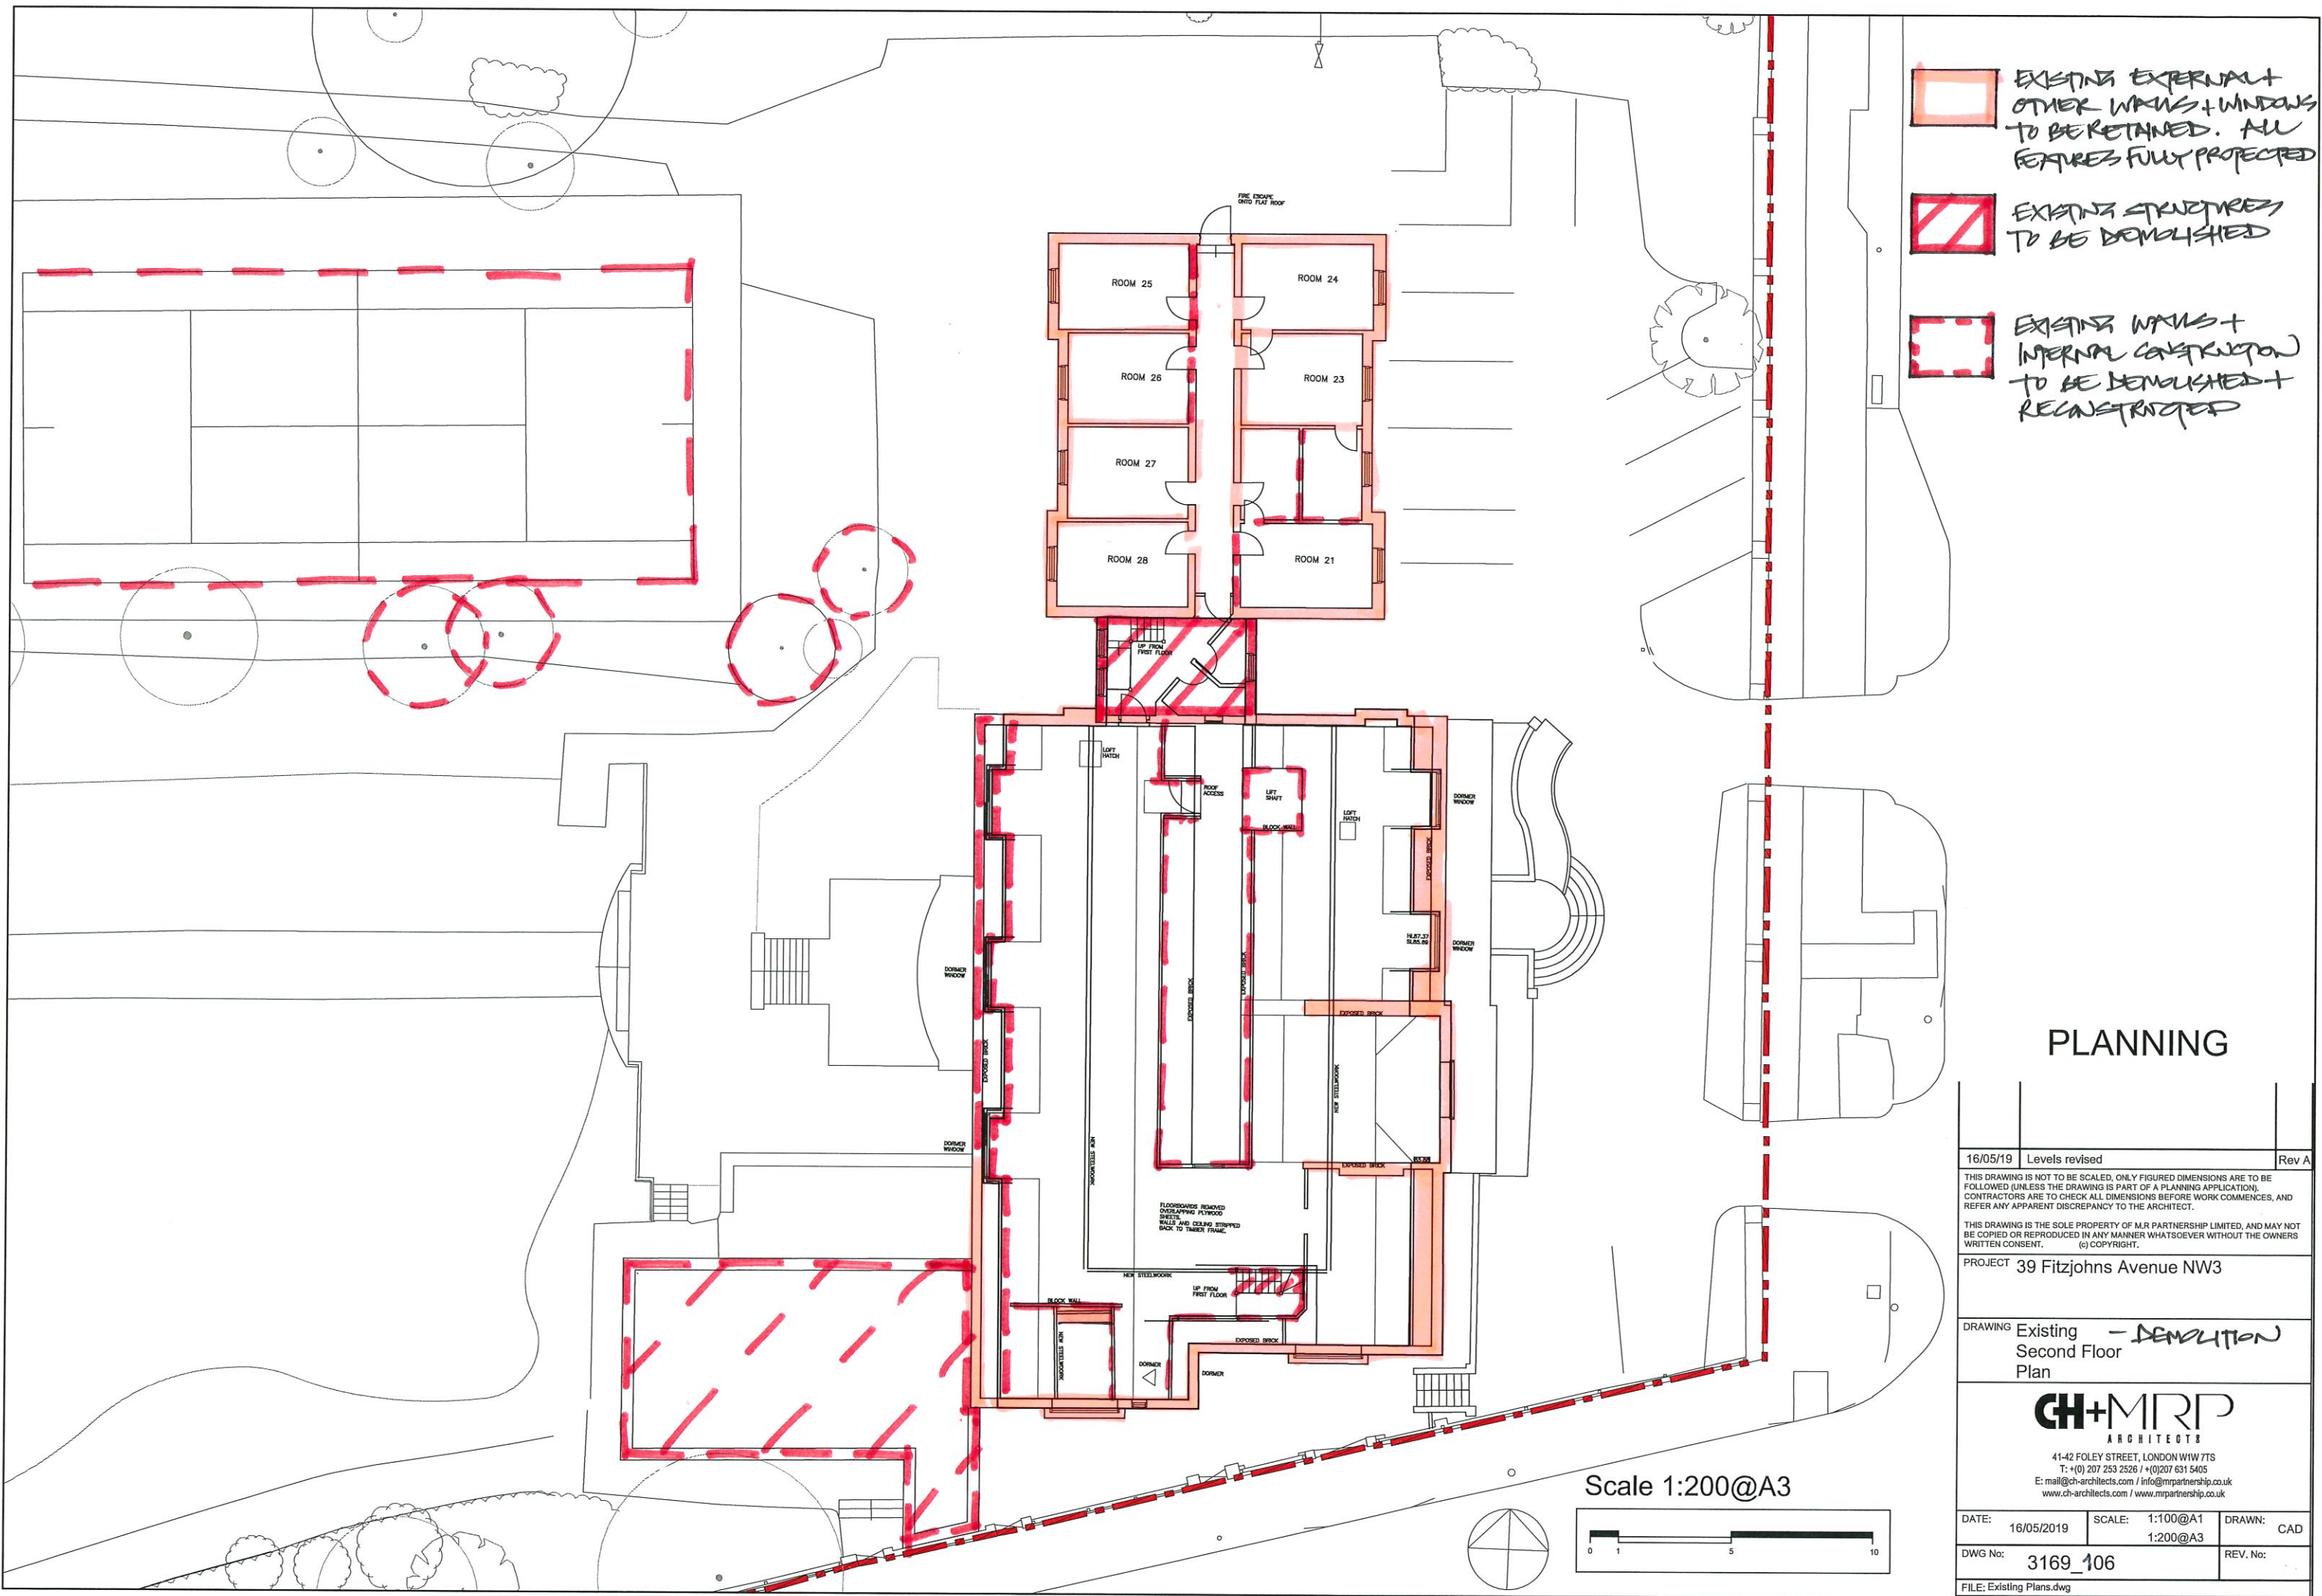 EXISTING EXTERNAL +
OTHER WALLS + WINDOWS
TO BE RETAINED. ALL
FEATURES FULLY PROTECTED
EXISTING STRUCTURES
TO BE DEMOLISHED
EXISTING WALLS +
INTERNAL CONSTRUCTION
TO BE DEMOLISHED +
RECONSTRUCTED
FIRE ESCAPE
ONTO FLAT ROOF
ROOM 25
ROOM 24
ROOM 26
ROOM 23
ROOM 27
ROOM 28
ROOM 21
UP FROM
FIRST FLOOR
LOFT
HATCH
ROOF
ACCESS
LIFT
SHAFT
BLOCK WALL
LOFT
HATCH
DORMER
WINDOW
EXPOSED BRICK
HL87.37
SL85.89
DORMER
WINDOW
DORMER
WINDOW
EXPOSED BRICK
EXPOSED BRICK
EXPOSED BRICK
EXPOSED BRICK
NEW STEELWOORK
NEW STEELWOORK
DORMER
WINDOW
EXPOSED BRICK
FLOORBOARDS REMOVED
OVERLAPPING PLYWOOD
SHEETS.
WALLS AND CEILING STRIPPED
BACK TO TIMBER FRAME.
NEW STEELWOORK
UP FROM
FIRST FLOOR
BLOCK WALL
NEW STEELWOORK
EXPOSED BRICK
DORMER
DORMER
Scale 1:200@A3
0 1 5 10
PLANNING
16/05/19 Levels revised Rev A
THIS DRAWING IS NOT TO BE SCALED, ONLY FIGURED DIMENSIONS ARE TO BE
FOLLOWED (UNLESS THE DRAWING IS PART OF A PLANNING APPLICATION).
CONTRACTORS ARE TO CHECK ALL DIMENSIONS BEFORE WORK COMMENCES, AND
REFER ANY APPARENT DISCREPANCY TO THE ARCHITECT.
THIS DRAWING IS THE SOLE PROPERTY OF M.R PARTNERSHIP LIMITED, AND MAY NOT
BE COPIED OR REPRODUCED IN ANY MANNER WHATSOEVER WITHOUT THE OWNERS
WRITTEN CONSENT. (c) COPYRIGHT.
PROJECT 39 Fitzjohns Avenue NW3
DRAWING Existing - DEMOLITION
Second Floor
Plan
CH+MRP
ARCHITECTS
41-42 FOLEY STREET, LONDON W1W 7TS
T: +(0) 207 253 2526 / +(0)207 631 5405
E: mail@ch-architects.com / info@mrpartnership.co.uk
www.ch-architects.com / www.mrpartnership.co.uk
DATE: 16/05/2019 SCALE: 1:100@A1 DRAWN: CAD
1:200@A3
DWG No: 3169_106 REV. No:
FILE: Existing Plans.dwg